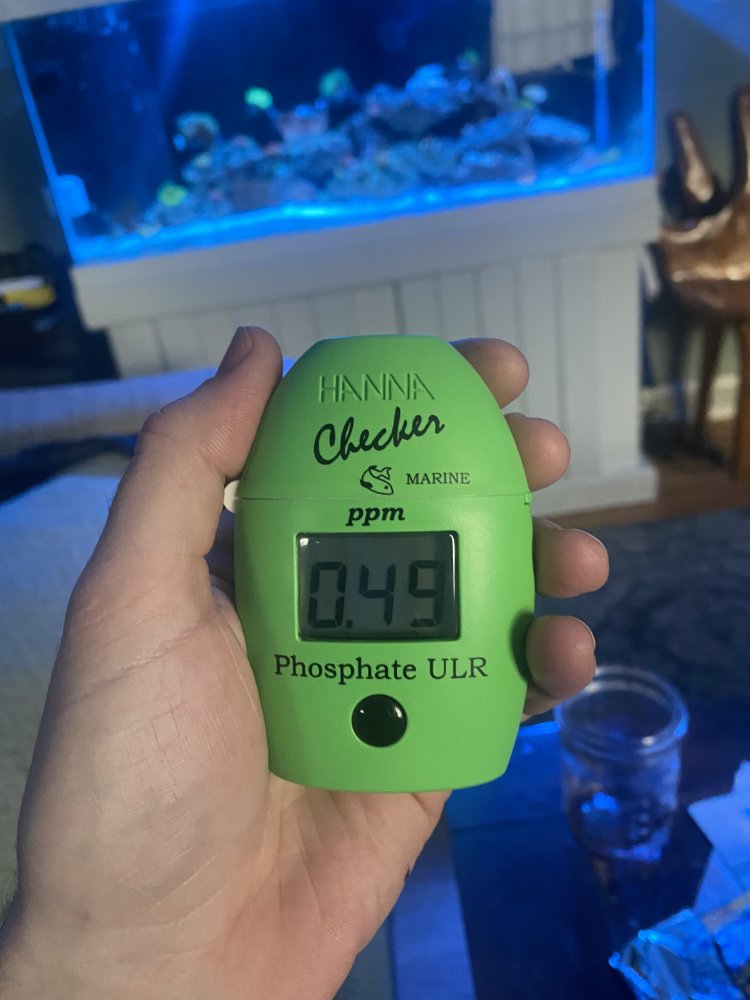 HANNA
Checker
MARINE
ppm
0.49
Phosphate ULR